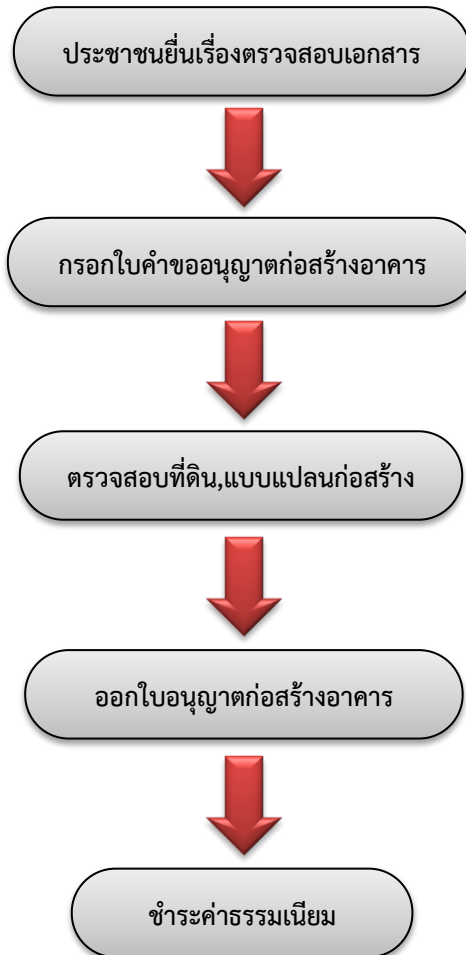 ประชาชนยื่นเรื่องตรวจสอบเอกสาร
กรอกใบคำขออนุญาตก่อสร้างอาคาร
ตรวจสอบที่ดิน,แบบแปลนก่อสร้าง
ออกใบอนุญาตก่อสร้างอาคาร
ชำระค่าธรรมเนียม